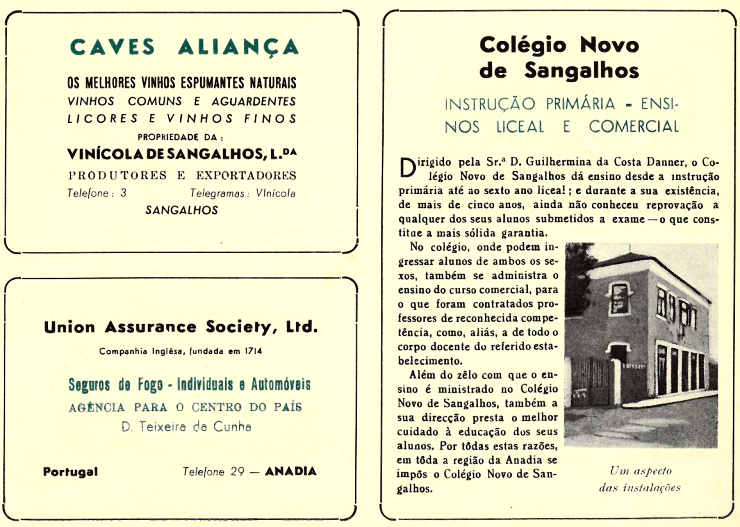 CAVES ALIANÇA
OS MELHORES VINHOS ESPUMANTES NATURAIS
VINHOS COMUNS E AGUARDENTES
LICORES E VINHOS FINOS
PROPRIEDADE DA:
VINÍCOLA DE SANGALHOS, L.DA
PRODUTORES E EXPORTADORES
Telefone: 3 Telegramas: Vinícola
SANGALHOS
Union Assurance Society, Ltd.
Companhia Inglêsa, fundada em 1714
Seguros de Fogo - Individuais e Automóveis
AGÊNCIA PARA O CENTRO DO PAÍS
D. Teixeira da Cunha
Portugal Telefone 29 — ANADIA
Colégio Novo
de Sangalhos
INSTRUÇÃO PRIMÁRIA - ENSI-
NOS LICEAL E COMERCIAL
Dirigido pela Sr.ª D. Guilhermina da Costa Danner, o Co-
légio Novo de Sangalhos dá ensino desde a instrução
primária até ao sexto ano liceal; e durante a sua existência,
de mais de cinco anos, ainda não conheceu reprovação a
qualquer dos seus alunos submetidos a exame — o que cons-
titue a mais sólida garantia.
No colégio, onde podem in-
gressar alunos de ambos os se-
xos, também se administra o
ensino do curso comercial, para
o que foram contratados pro-
fessores de reconhecida compe-
tência, como, aliás, a de todo o
corpo docente do referido esta-
belecimento.
Além do zêlo com que o en-
sino é ministrado no Colégio
Novo de Sangalhos, também a
sua direcção presta o melhor
cuidado à educação dos seus
alunos. Por tôdas estas razões,
em tôda a região da Anadia se
impôs o Colégio Novo de San-
galhos.
Um aspecto
das instalações